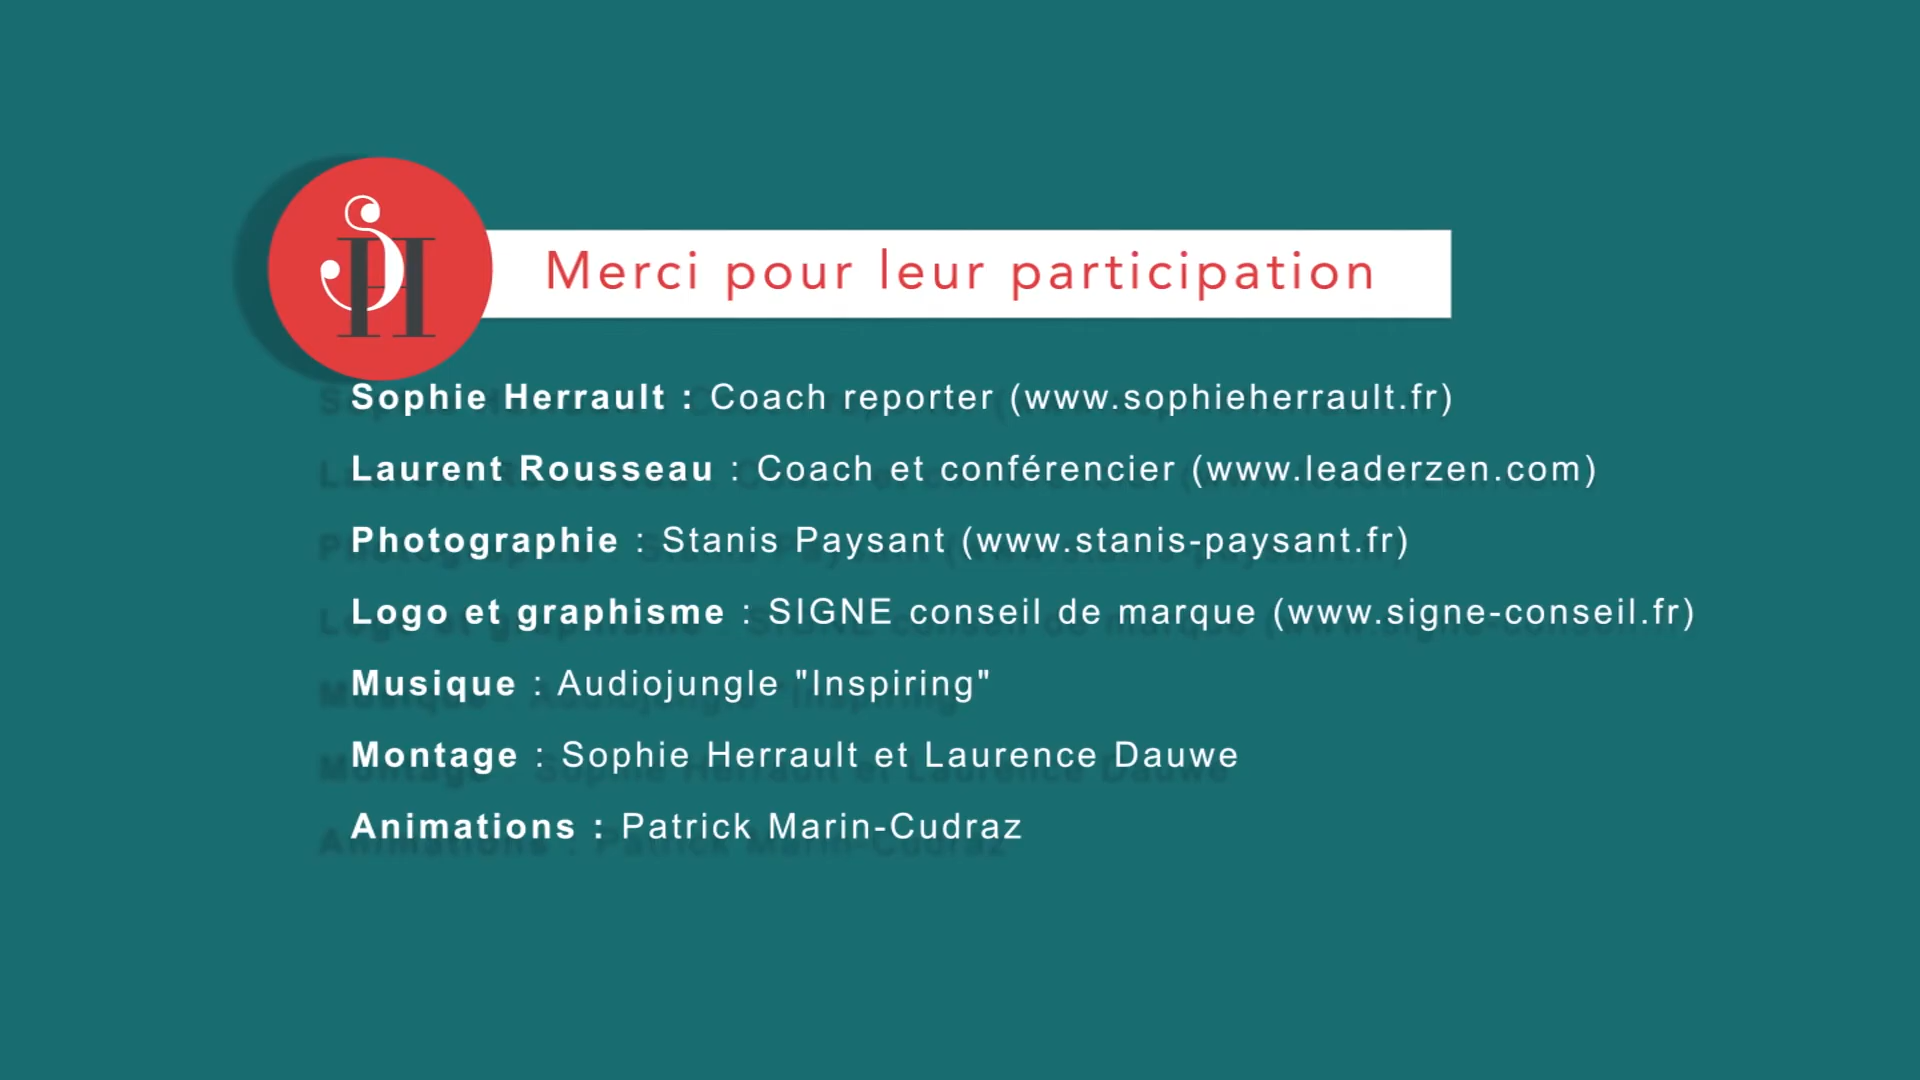 SH
Merci pour leur participation
Sophie Herrault : Coach reporter (www.sophieherrault.fr)
Laurent Rousseau : Coach et conférencier (www.leaderzen.com)
Photographie : Stanis Paysant (www.stanis-paysant.fr)
Logo et graphisme : SIGNE conseil de marque (www.signe-conseil.fr)
Musique : Audiojungle "Inspiring"
Montage : Sophie Herrault et Laurence Dauwe
Animations : Patrick Marin-Cudraz